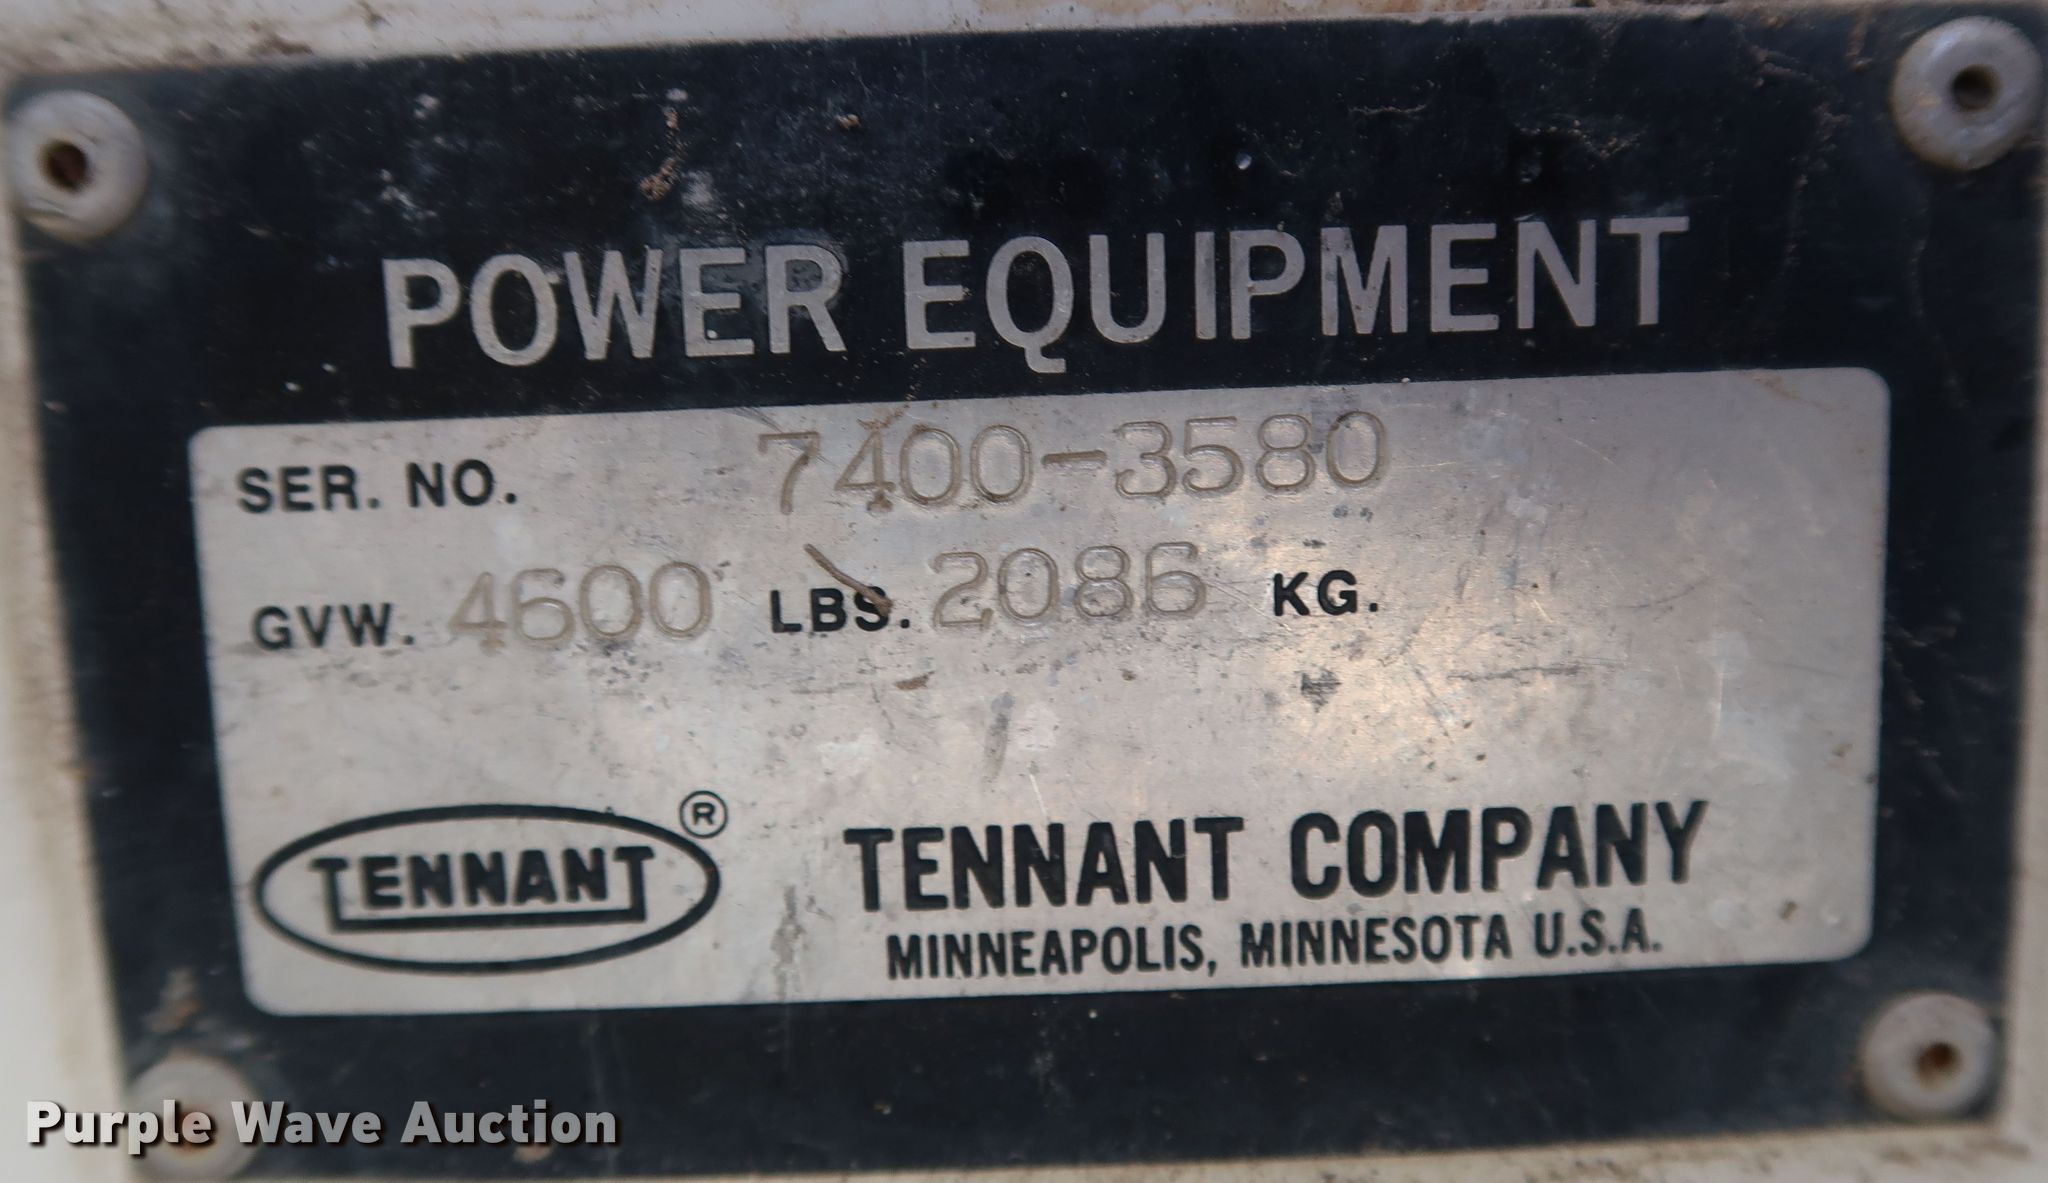 POWER EQUIPMENT
SER. NO. 7400-3580
GVW. 4600 LBS. 2086 KG.
TENNANT ®
TENNANT COMPANY
MINNEAPOLIS, MINNESOTA U.S.A.
Purple Wave Auction